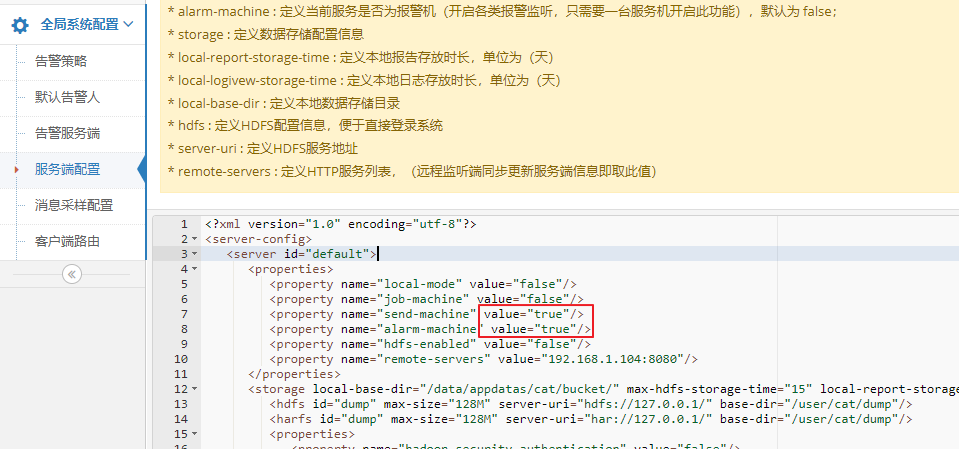 全局系统配置
告警策略
默认告警人
告警服务端
服务端配置
消息采样配置
客户端路由
* alarm-machine : 定义当前服务是否为报警机（开启各类报警监听，只需要一台服务机开启此功能），默认为 false；
* storage : 定义数据存储配置信息
* local-report-storage-time : 定义本地报告存放时长，单位为（天）
* local-logivew-storage-time : 定义本地日志存放时长，单位为（天）
* local-base-dir : 定义本地数据存储目录
* hdfs : 定义HDFS配置信息，便于直接登录系统
* server-uri : 定义HDFS服务地址
* remote-servers : 定义HTTP服务列表，（远程监听端同步更新服务端信息即取此值）
1 <?xml version="1.0" encoding="utf-8"?>
2 <server-config>
3 <server id="default">
4 <properties>
5 <property name="local-mode" value="false"/>
6 <property name="job-machine" value="false"/>
7 <property name="send-machine" value="true"/>
8 <property name="alarm-machine" value="true"/>
9 <property name="hdfs-enabled" value="false"/>
10 <property name="remote-servers" value="192.168.1.104:8080"/>
11 </properties>
12 <storage local-base-dir="/data/appdatas/cat/bucket/" max-hdfs-storage-time="15" local-report-storage
13 <hdfs id="dump" max-size="128M" server-uri="hdfs://127.0.0.1/" base-dir="/user/cat/dump"/>
14 <harfs id="dump" max-size="128M" server-uri="har://127.0.0.1/" base-dir="/user/cat/dump"/>
15 <properties>
16 <property name="hadoop.security.authentication" value="false"/>